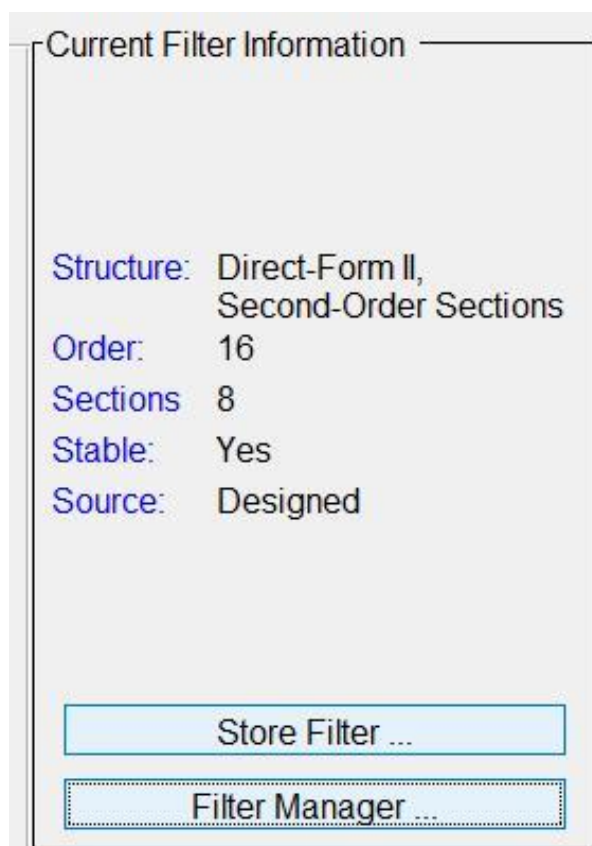 Current Filter Information
Structure: Direct-Form II,
Second-Order Sections
Order: 16
Sections 8
Stable: Yes
Source: Designed
Store Filter ...
Filter Manager ...